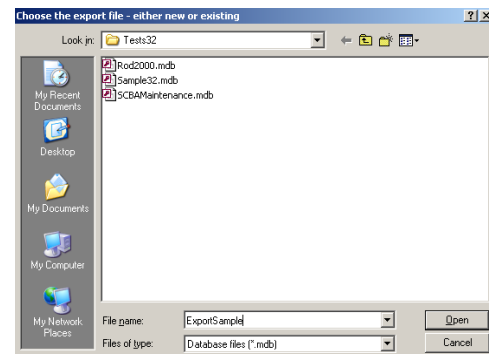 Choose the export file - either new or existing
Look in:
Tests32
Rod2000.mdb
Sample32.mdb
SCBAMaintenance.mdb
My Recent
Documents
Desktop
My Documents
My Computer
My Network
Places
File name:
ExportSample
Open
Files of type:
Database files (*.mdb)
Cancel